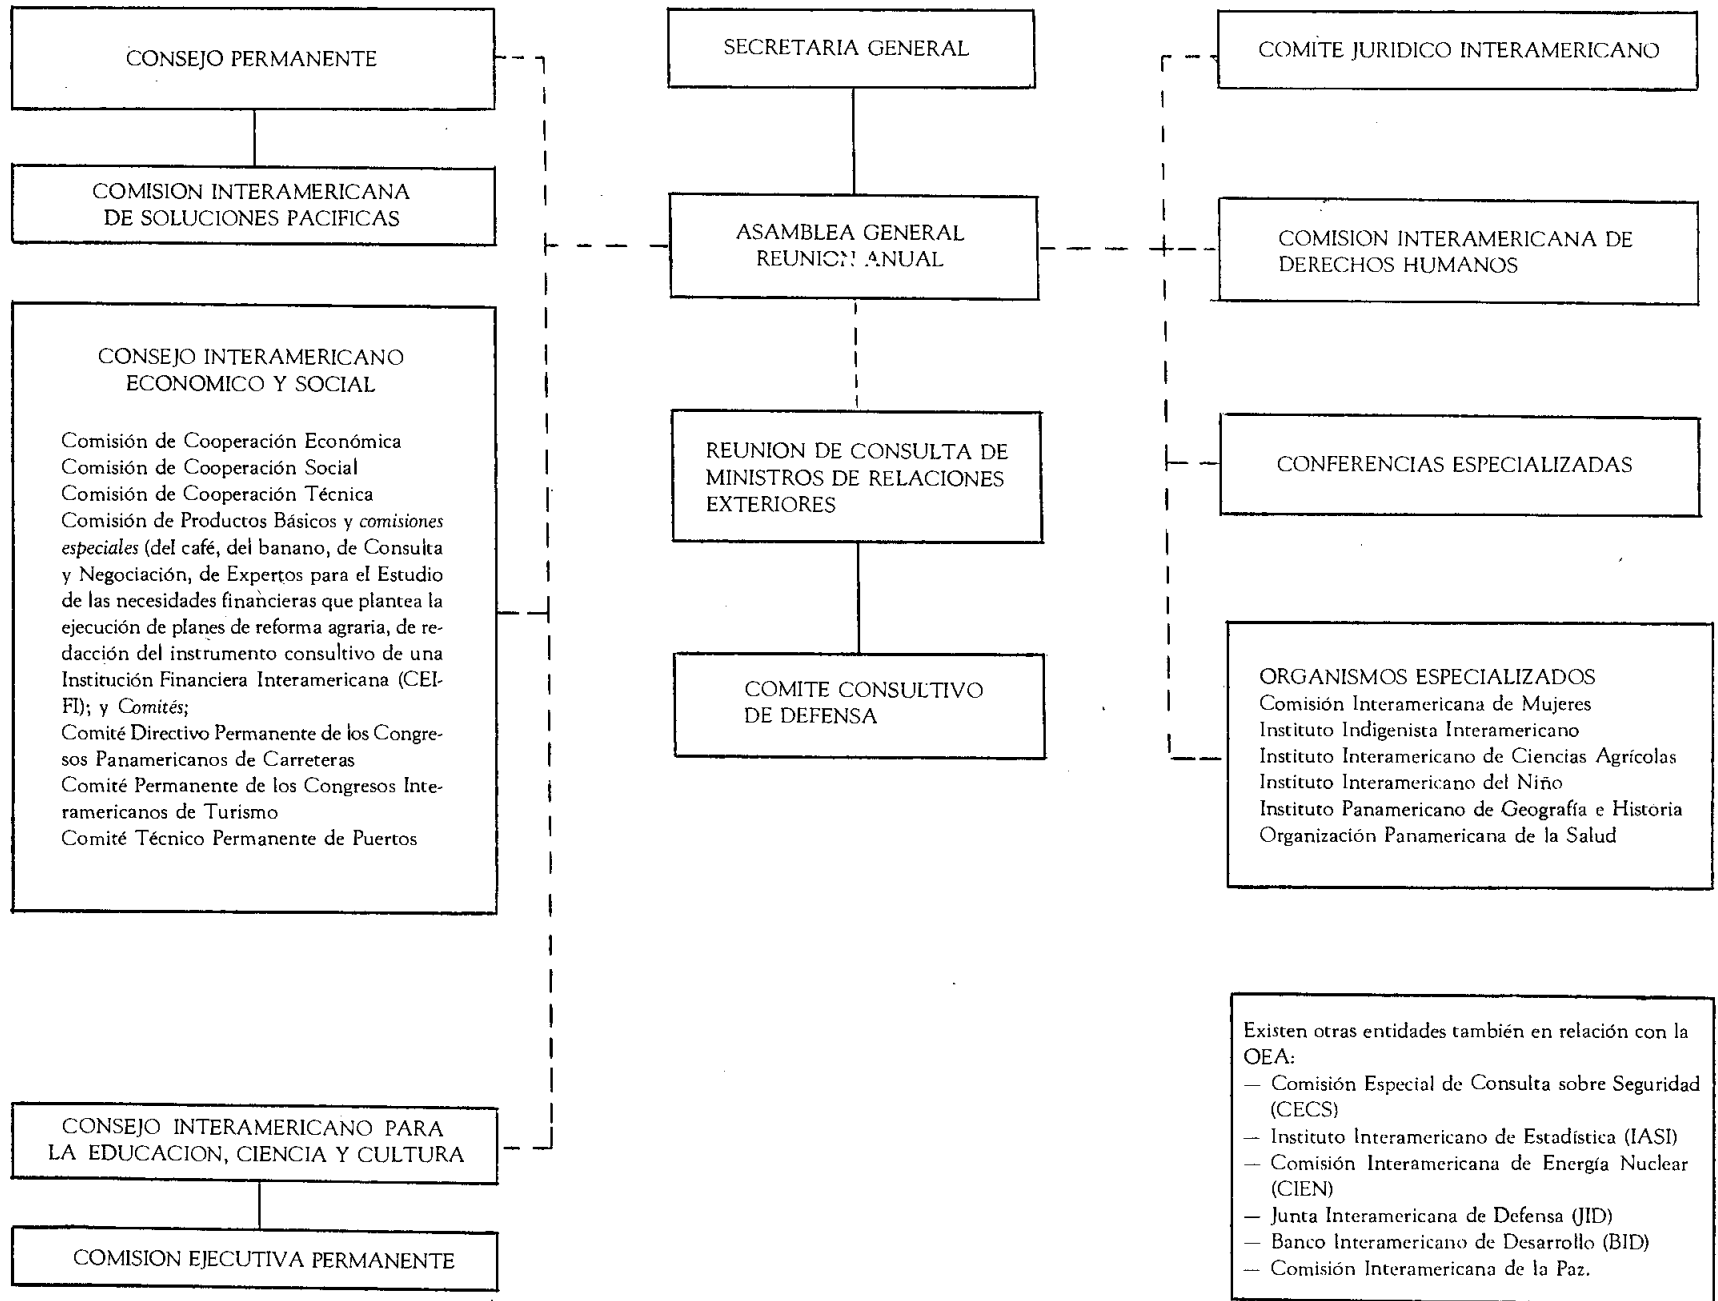 CONSEJO PERMANENTE
COMISION INTERAMERICANA
DE SOLUCIONES PACIFICAS
CONSEJO INTERAMERICANO
ECONOMICO Y SOCIAL
Comisión de Cooperación Económica
Comisión de Cooperación Social
Comisión de Cooperación Técnica
Comisión de Productos Básicos y comisiones
especiales (del café, del banano, de Consulta
y Negociación, de Expertos para el Estudio
de las necesidades financieras que plantea la
ejecución de planes de reforma agraria, de re-
dacción del instrumento consultivo de una
Institución Financiera Interamericana (CEI-
FI); y Comités;
Comité Directivo Permanente de los Congre-
sos Panamericanos de Carreteras
Comité Permanente de los Congresos Inte-
ramericanos de Turismo
Comité Técnico Permanente de Puertos
CONSEJO INTERAMERICANO PARA
LA EDUCACION, CIENCIA Y CULTURA
COMISION EJECUTIVA PERMANENTE
SECRETARIA GENERAL
ASAMBLEA GENERAL
REUNION ANUAL
REUNION DE CONSULTA DE
MINISTROS DE RELACIONES
EXTERIORES
COMITE CONSULTIVO
DE DEFENSA
COMITE JURIDICO INTERAMERICANO
COMISION INTERAMERICANA DE
DERECHOS HUMANOS
CONFERENCIAS ESPECIALIZADAS
ORGANISMOS ESPECIALIZADOS
Comisión Interamericana de Mujeres
Instituto Indigenista Interamericano
Instituto Interamericano de Ciencias Agrícolas
Instituto Interamericano del Niño
Instituto Panamericano de Geografía e Historia
Organización Panamericana de la Salud
Existen otras entidades también en relación con la
OEA:
— Comisión Especial de Consulta sobre Seguridad
(CECS)
— Instituto Interamericano de Estadística (IASI)
— Comisión Interamericana de Energía Nuclear
(CIEN)
— Junta Interamericana de Defensa (JID)
— Banco Interamericano de Desarrollo (BID)
— Comisión Interamericana de la Paz.